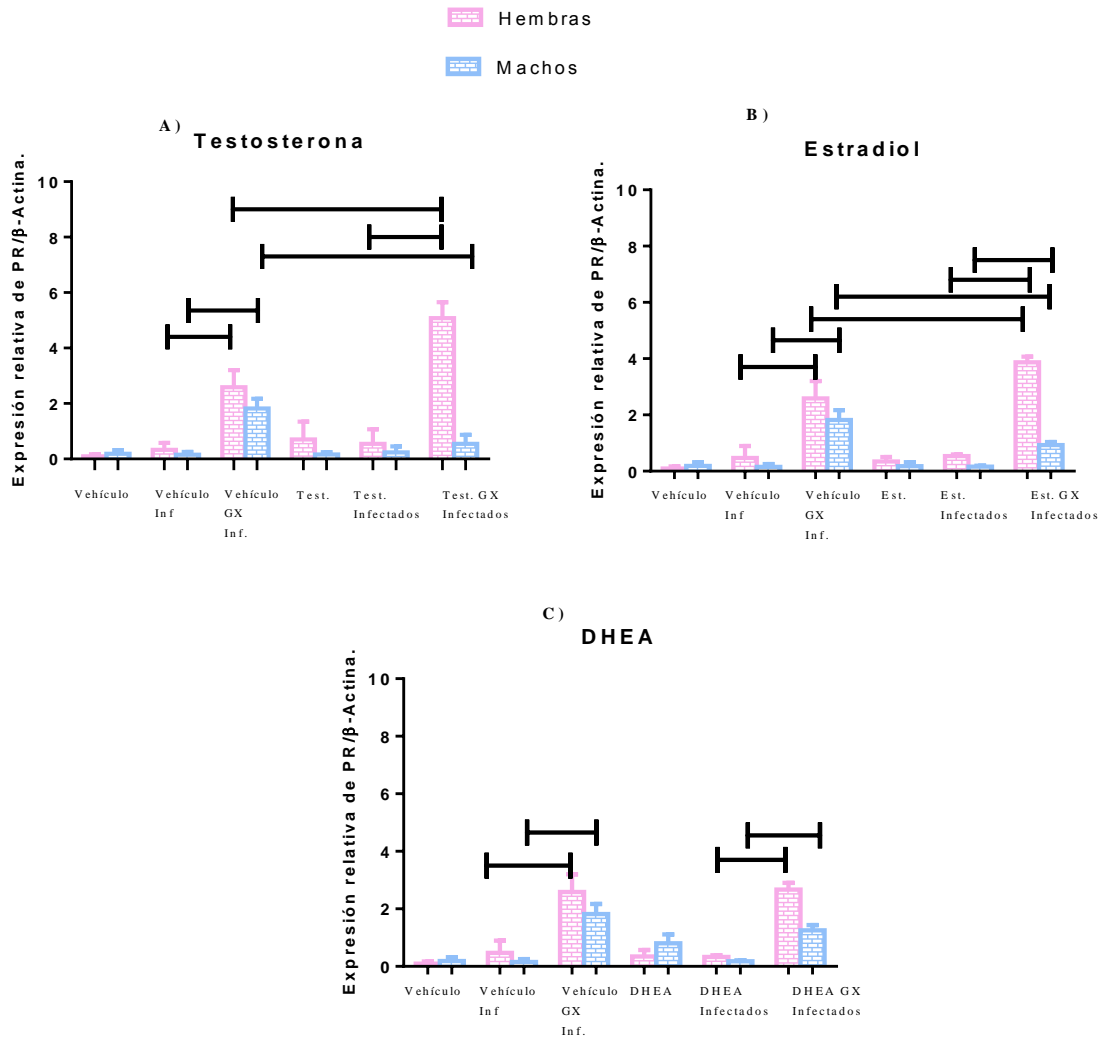 Hembras
Machos
A)
Testosterona
Expresión relativa de PR/β-Actina.
10
8
6
4
2
0
Vehículo
Vehículo
Inf
Vehículo
GX
Inf.
Test.
Test.
Infectados
Test. GX
Infectados
B)
Estradiol
Expresión relativa de PR/β-Actina.
10
8
6
4
2
0
Vehículo
Vehículo
Inf
Vehículo
GX
Inf.
Est.
Est.
Infectados
Est. GX
Infectados
C)
DHEA
Expresión relativa de PR/β-Actina.
10
8
6
4
2
0
Vehículo
Vehículo
Inf
Vehículo
GX
Inf.
DHEA
DHEA
Infectados
DHEA GX
Infectados